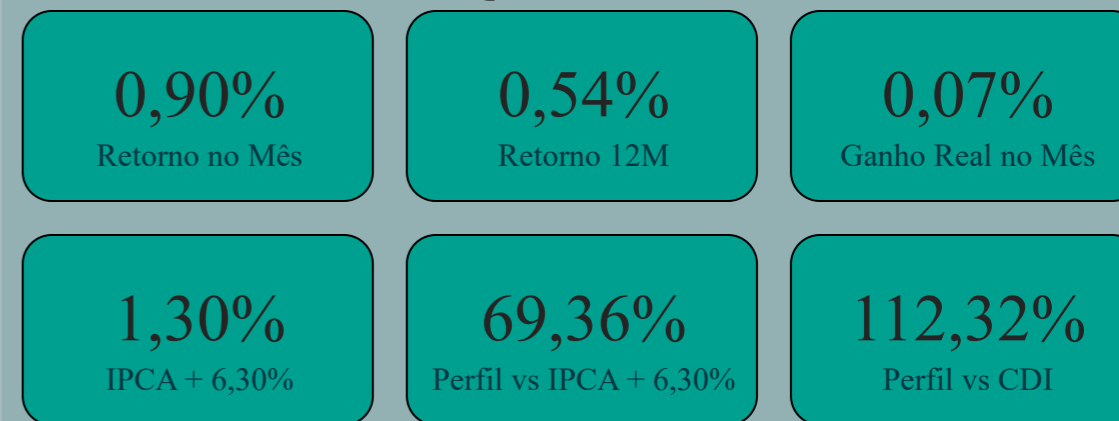 0,90%
Retorno no Mês
0,54%
Retorno 12M
0,07%
Ganho Real no Mês
1,30%
IPCA + 6,30%
69,36%
Perfil vs IPCA + 6,30%
112,32%
Perfil vs CDI